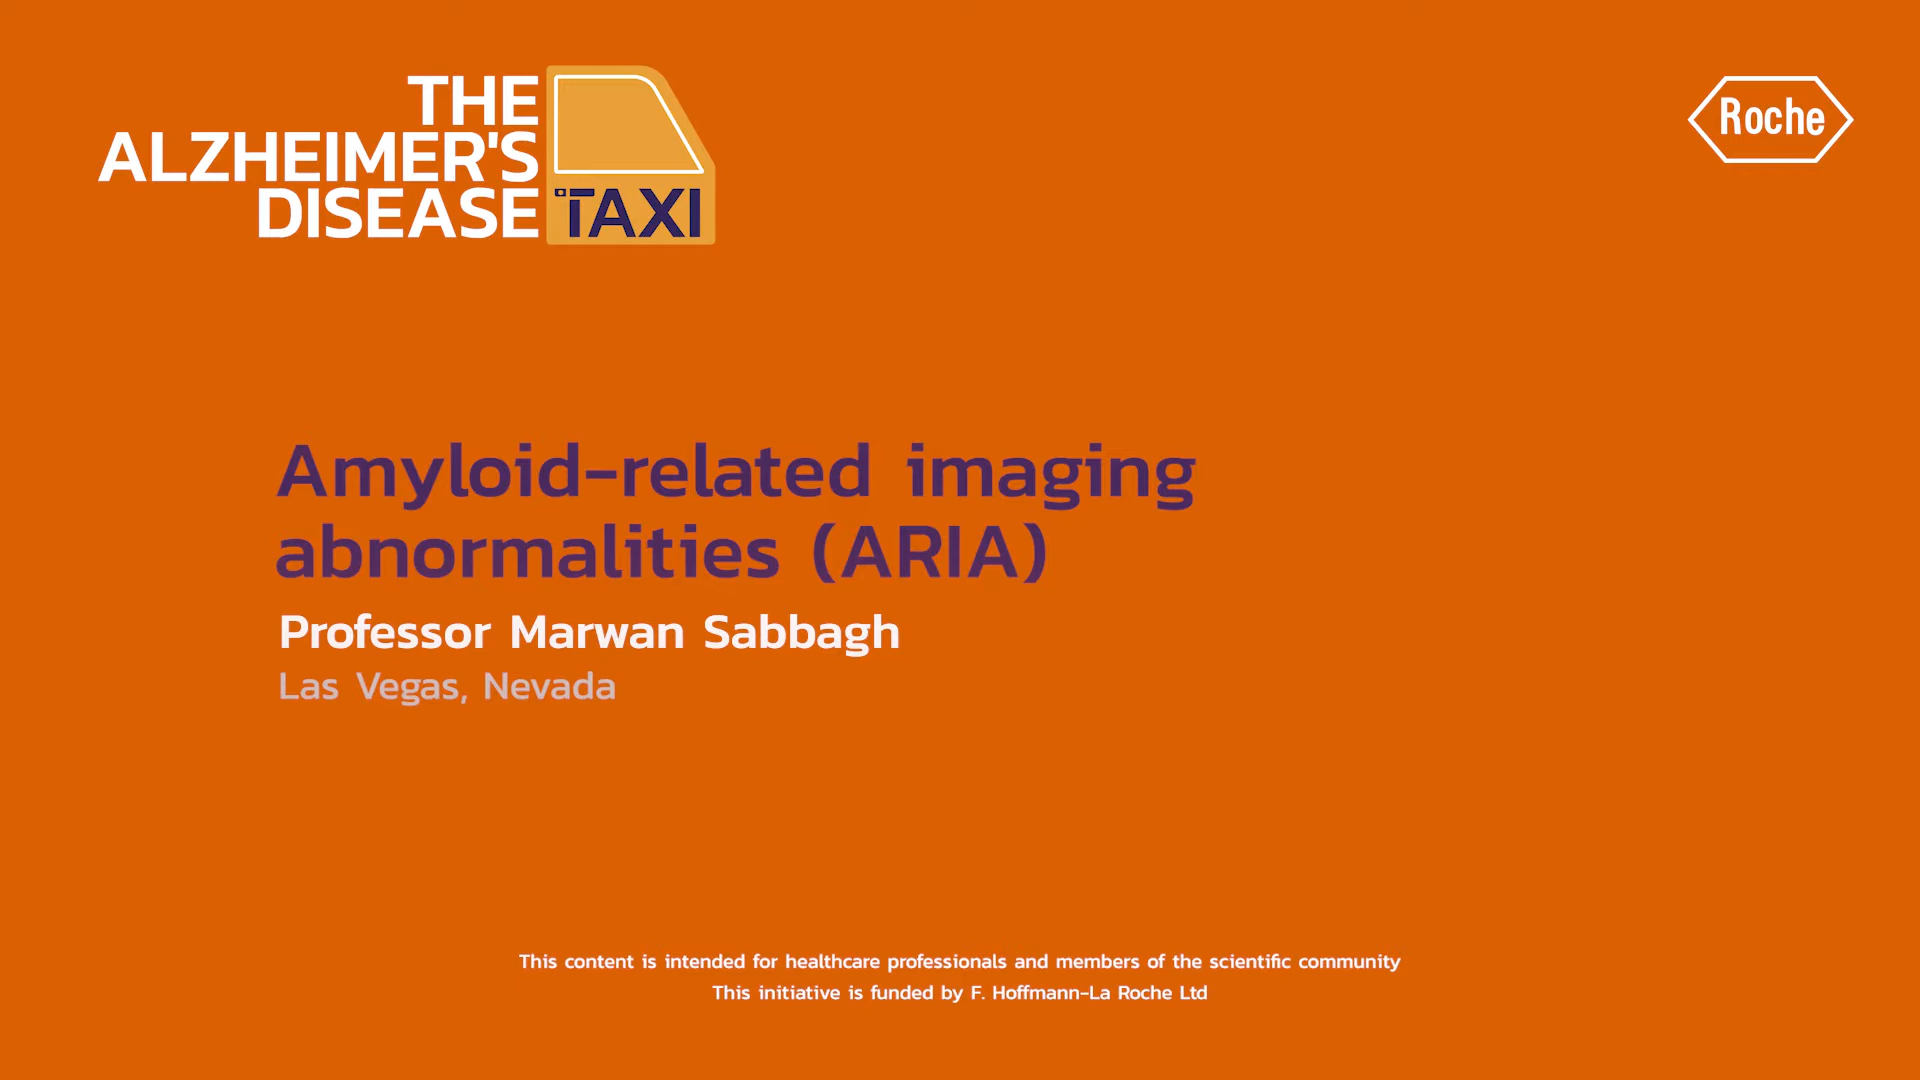 THE
ALZHEIMER'S
DISEASE TAXI
Roche
Amyloid-related imaging
abnormalities (ARIA)
Professor Marwan Sabbagh
Las Vegas, Nevada
This content is intended for healthcare professionals and members of the scientific community
This initiative is funded by F. Hoffmann-La Roche Ltd